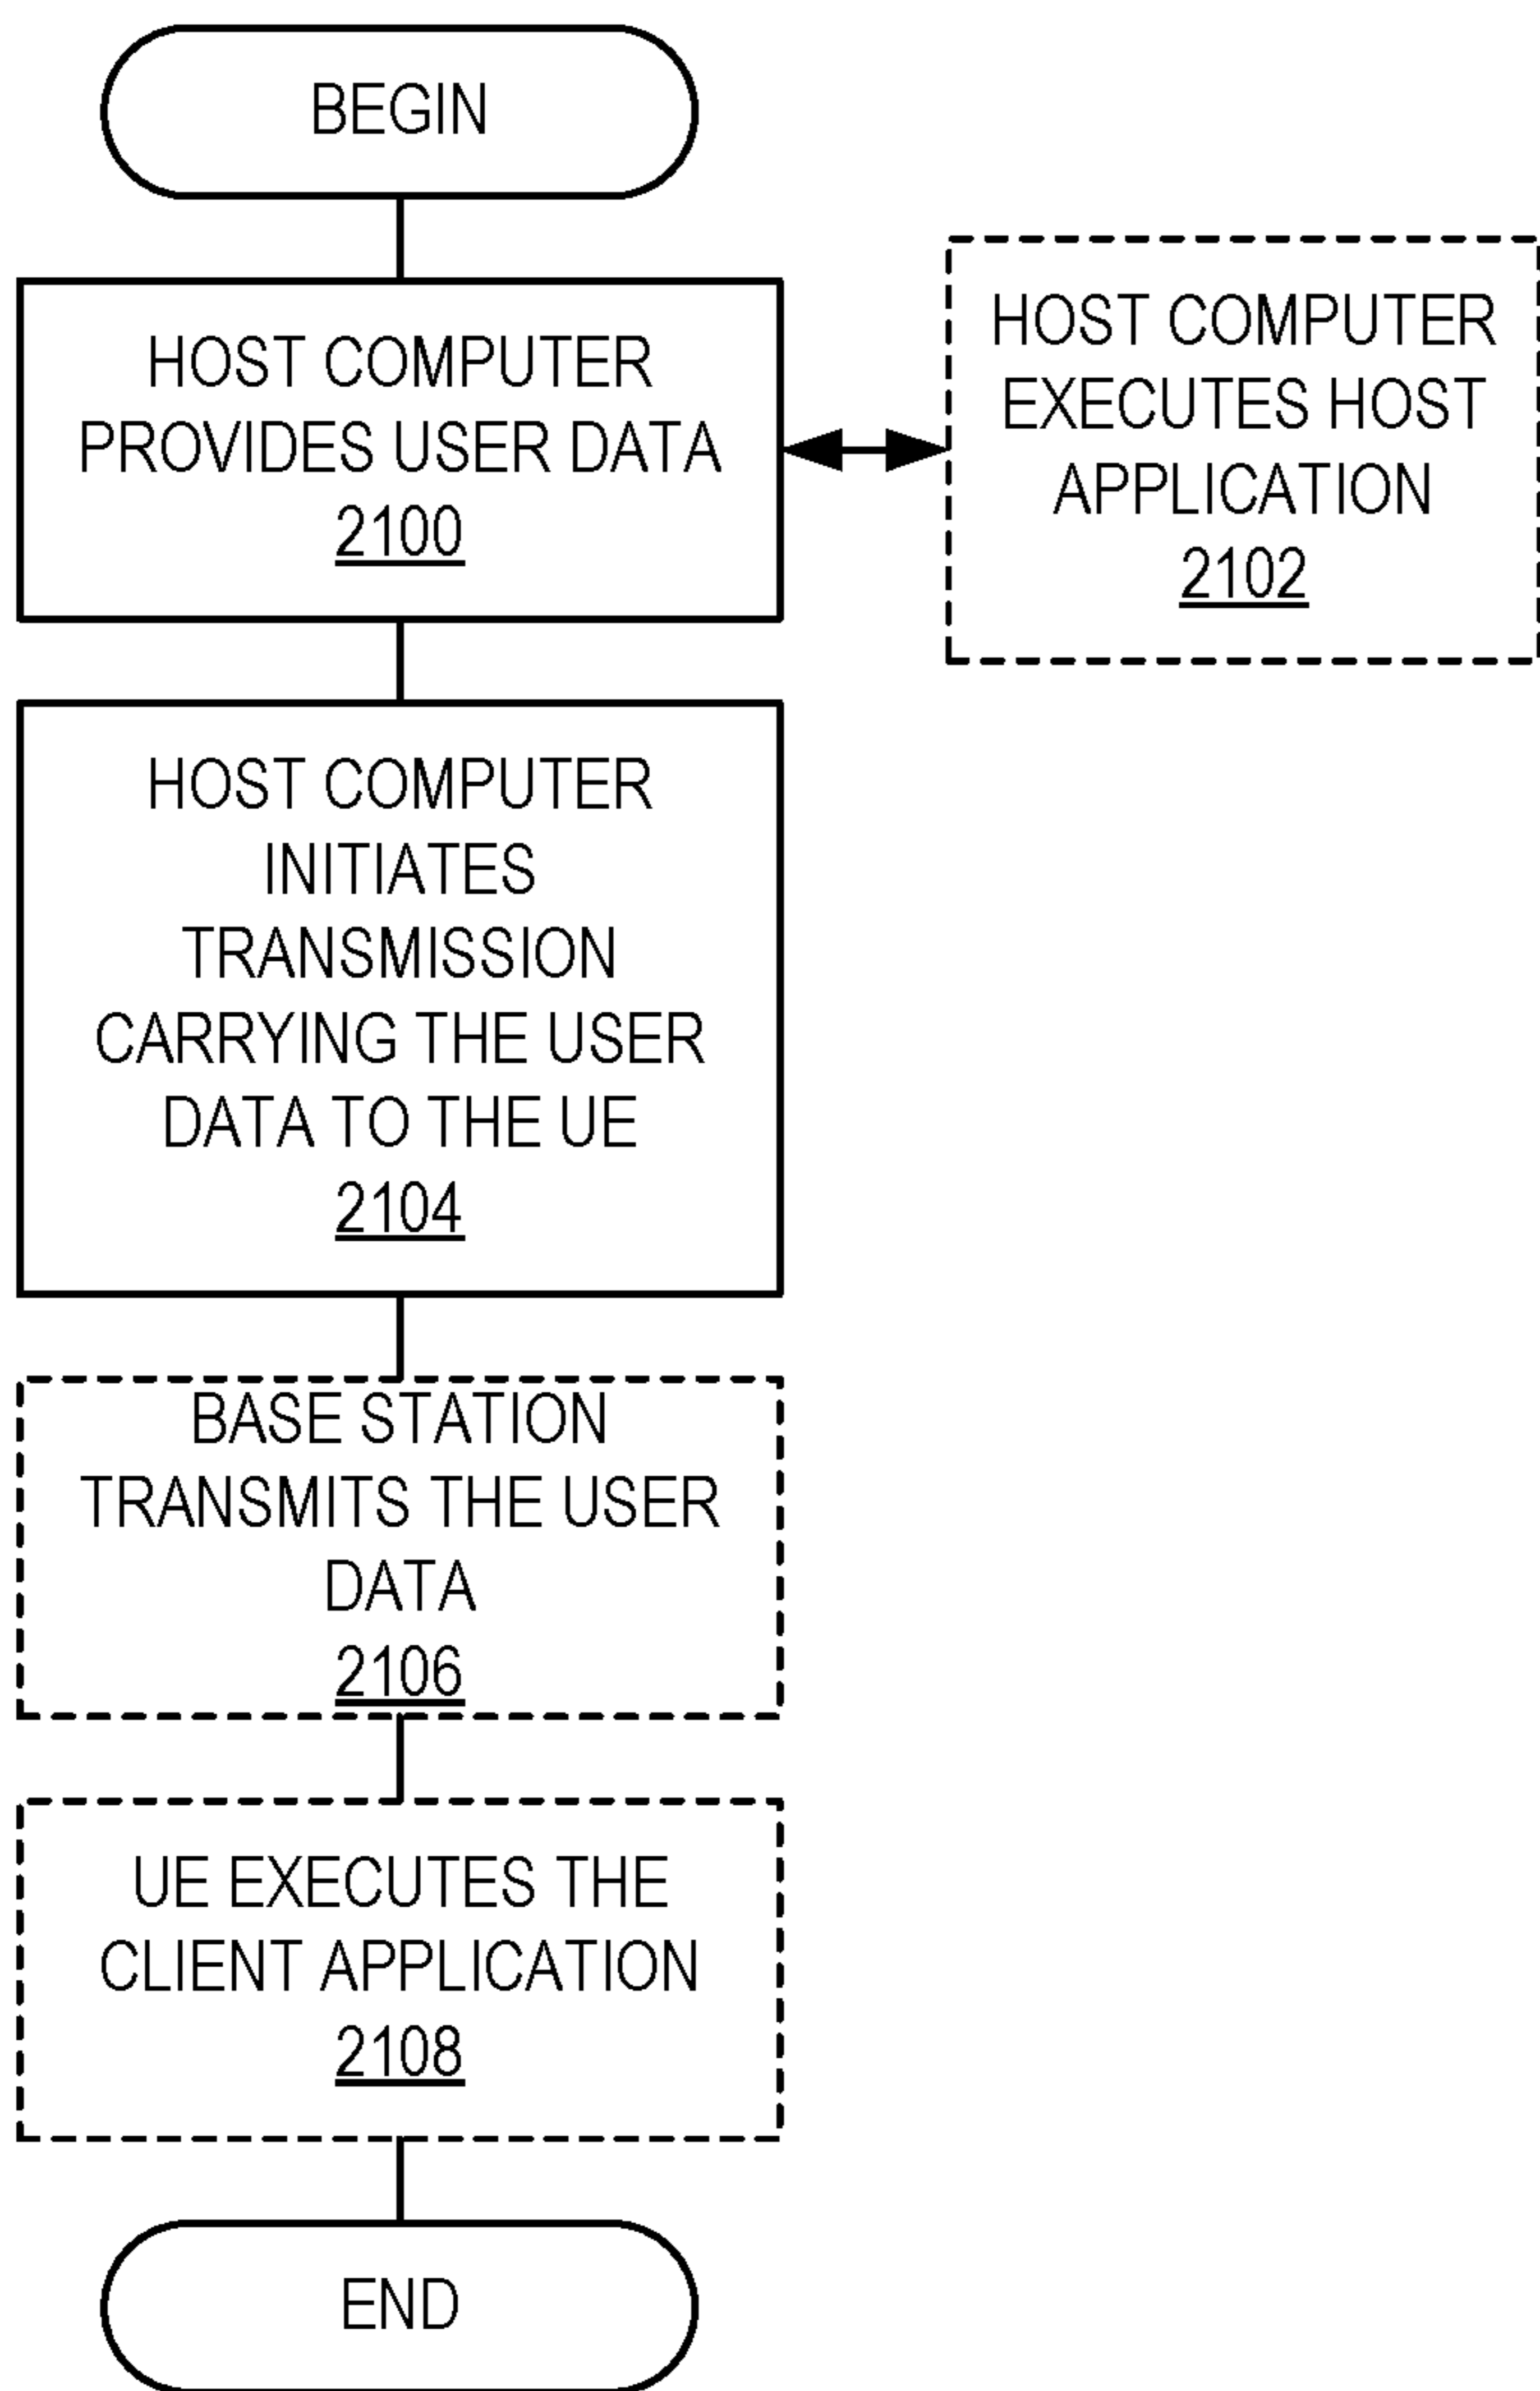 BEGIN
HOST COMPUTER
PROVIDES USER DATA
2100
HOST COMPUTER
EXECUTES HOST
APPLICATION
2102
HOST COMPUTER
INITIATES
TRANSMISSION
CARRYING THE USER
DATA TO THE UE
2104
BASE STATION
TRANSMITS THE USER
DATA
2106
UE EXECUTES THE
CLIENT APPLICATION
2108
END